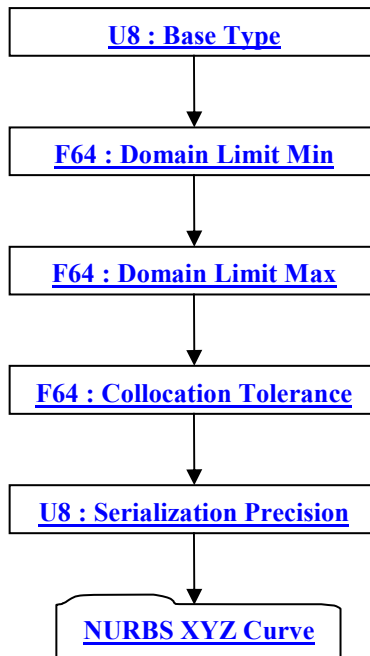 U8 : Base Type
F64 : Domain Limit Min
F64 : Domain Limit Max
F64 : Collocation Tolerance
U8 : Serialization Precision
NURBS XYZ Curve